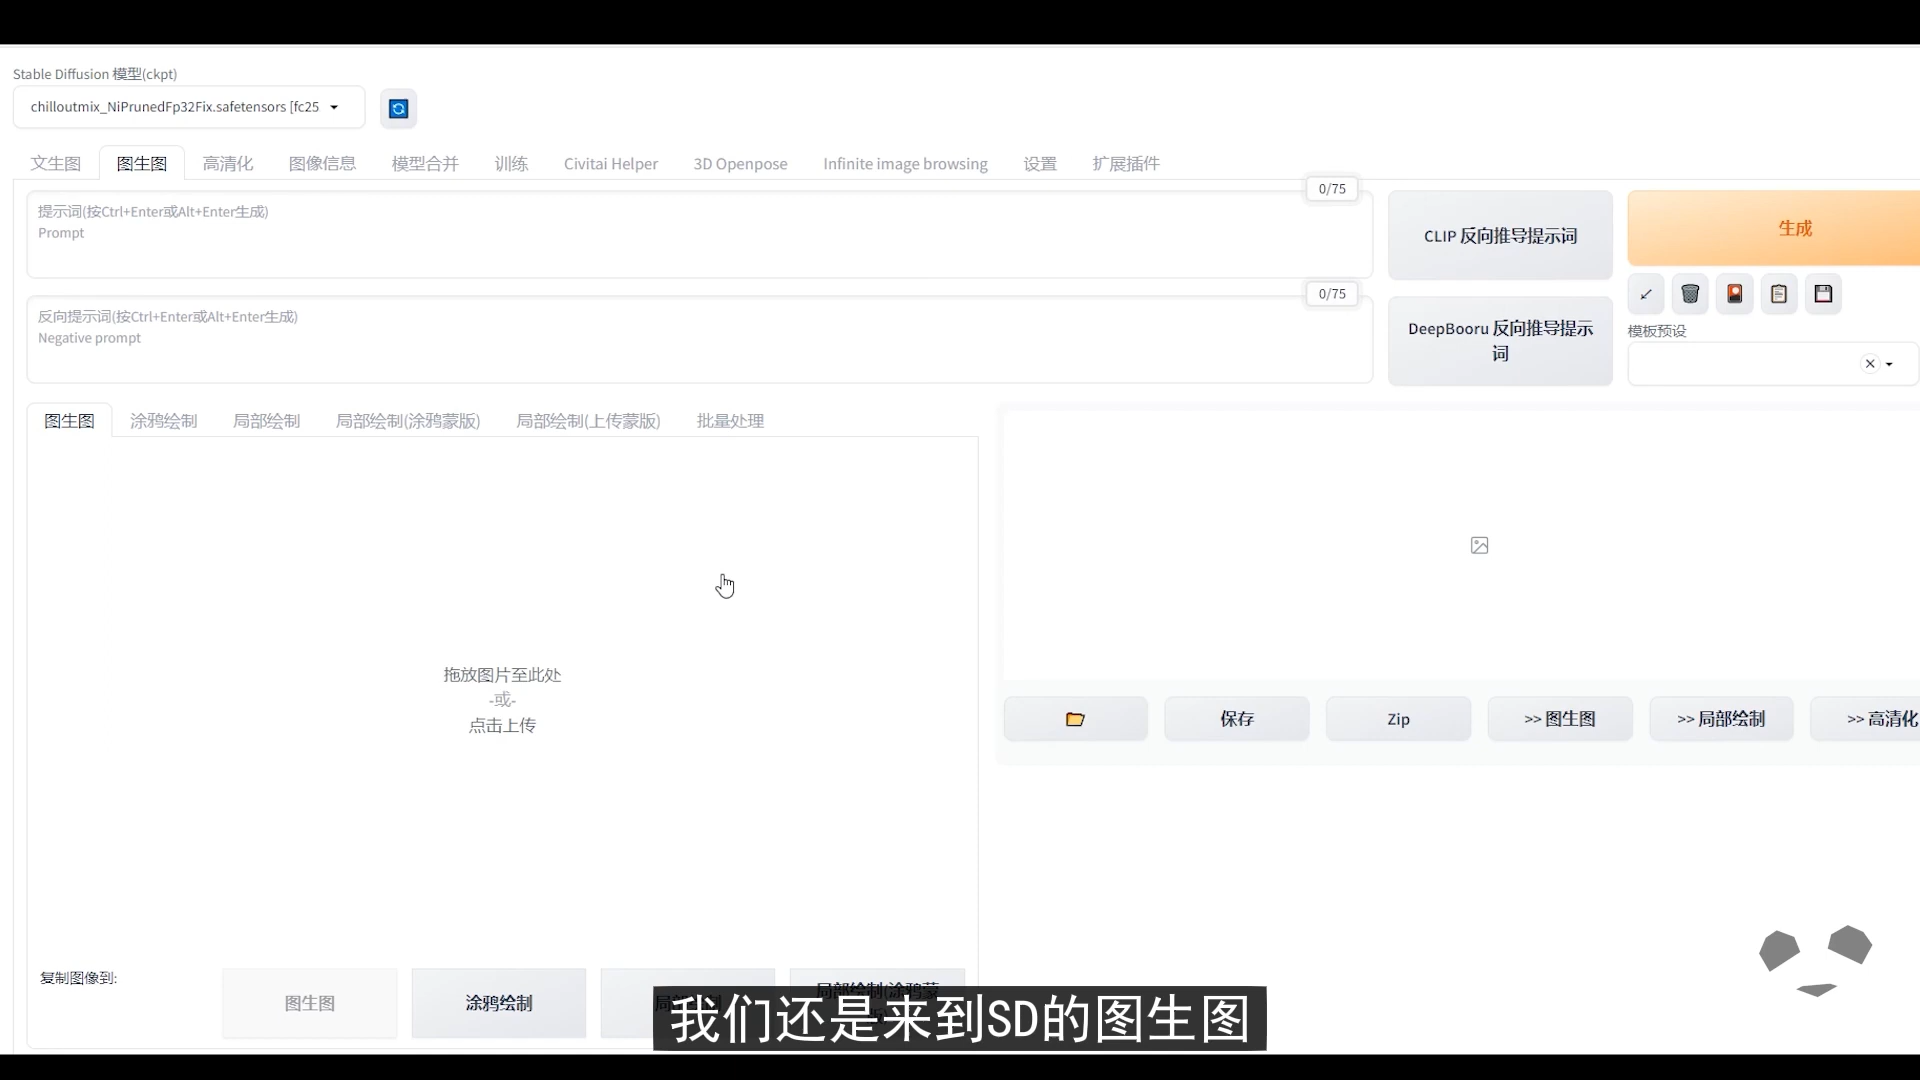 Stable Diffusion 模型(ckpt)
chilloutmix_NiPrunedFp32Fix.safetensors [fc25
文生图 图生图 高清化 图像信息 模型合并 训练 Civitai Helper 3D Openpose Infinite image browsing 设置 扩展插件
0/75
提示词(按Ctrl+Enter或Alt+Enter生成)
Prompt
CLIP 反向推导提示词
生成
0/75
反向提示词(按Ctrl+Enter或Alt+Enter生成)
Negative prompt
DeepBooru 反向推导提示
词
模板预设
图生图 涂鸦绘制 局部绘制 局部绘制(涂鸦蒙版) 局部绘制(上传蒙版) 批量处理
拖放图片至此处
-或-
点击上传
保存 Zip >> 图生图 >> 局部绘制 >> 高清化
复制图像到:
图生图 涂鸦绘制 局部绘制(涂鸦蒙
我们还是来到SD的图生图